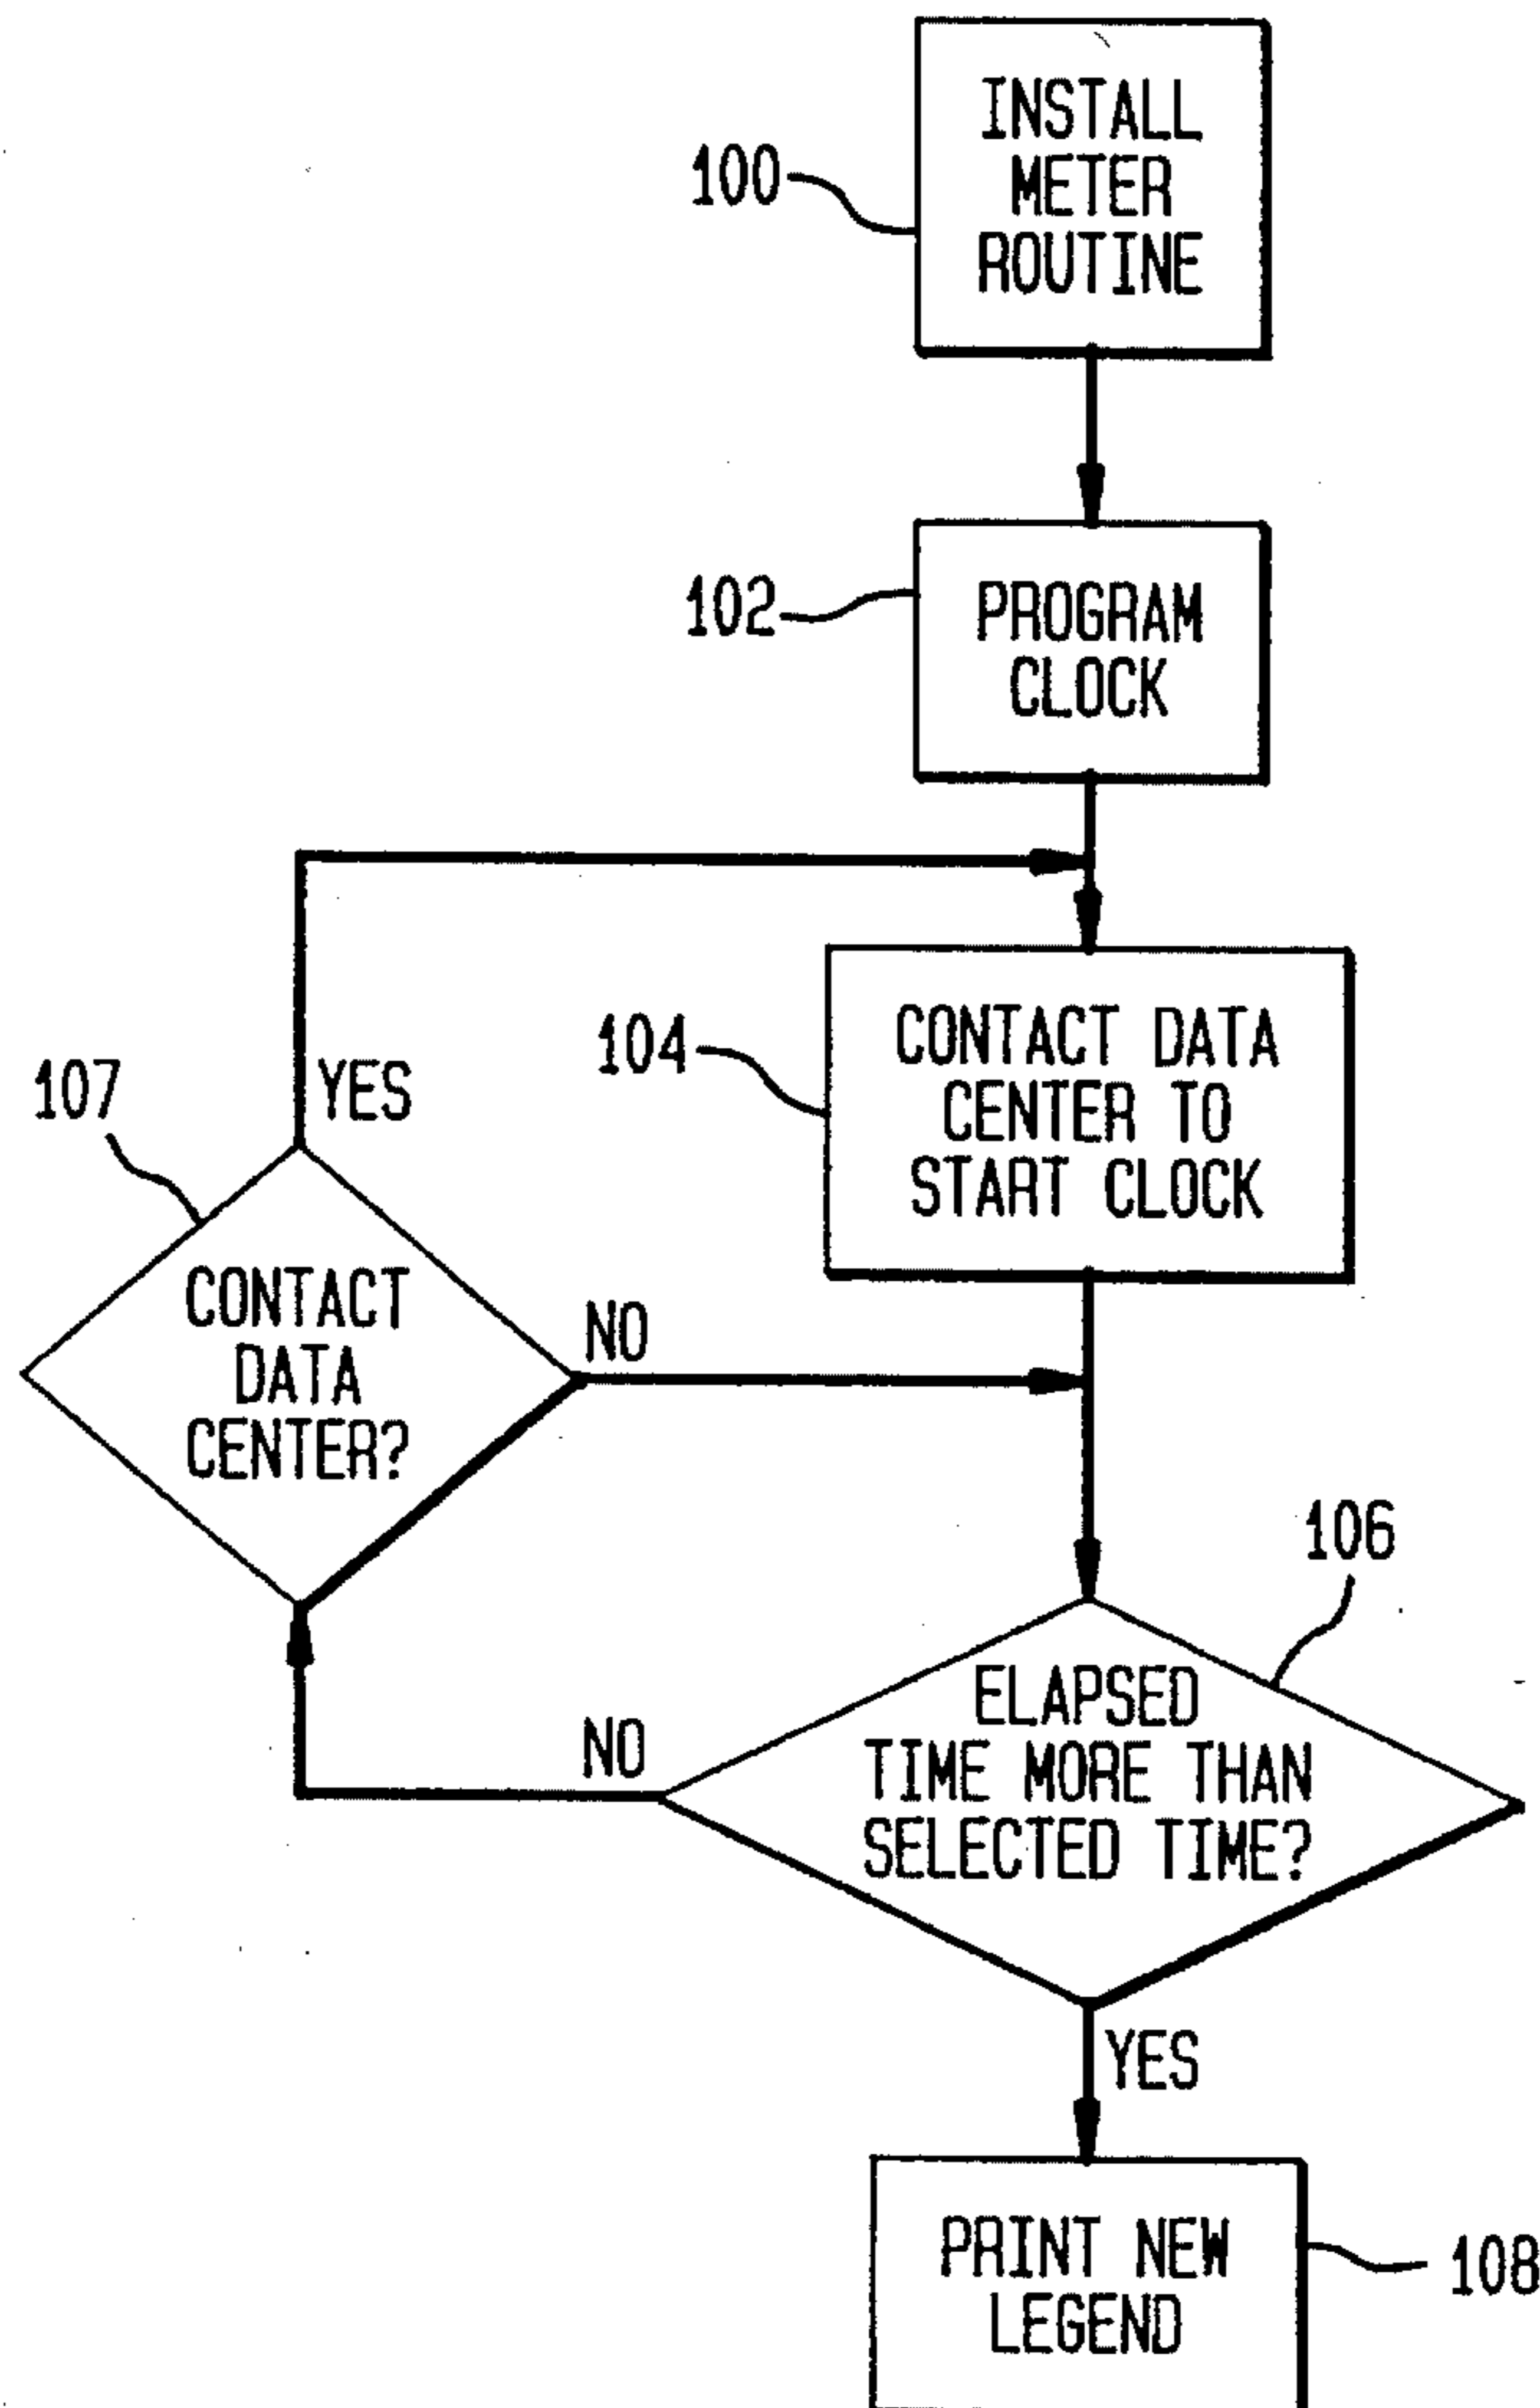 INSTALL
METER
ROUTINE
100
PROGRAM
CLOCK
102
CONTACT DATA
CENTER TO
START CLOCK
104
107
YES
CONTACT
DATA
CENTER?
NO
106
ELAPSED
TIME MORE THAN
SELECTED TIME?
NO
YES
PRINT NEW
LEGEND
108